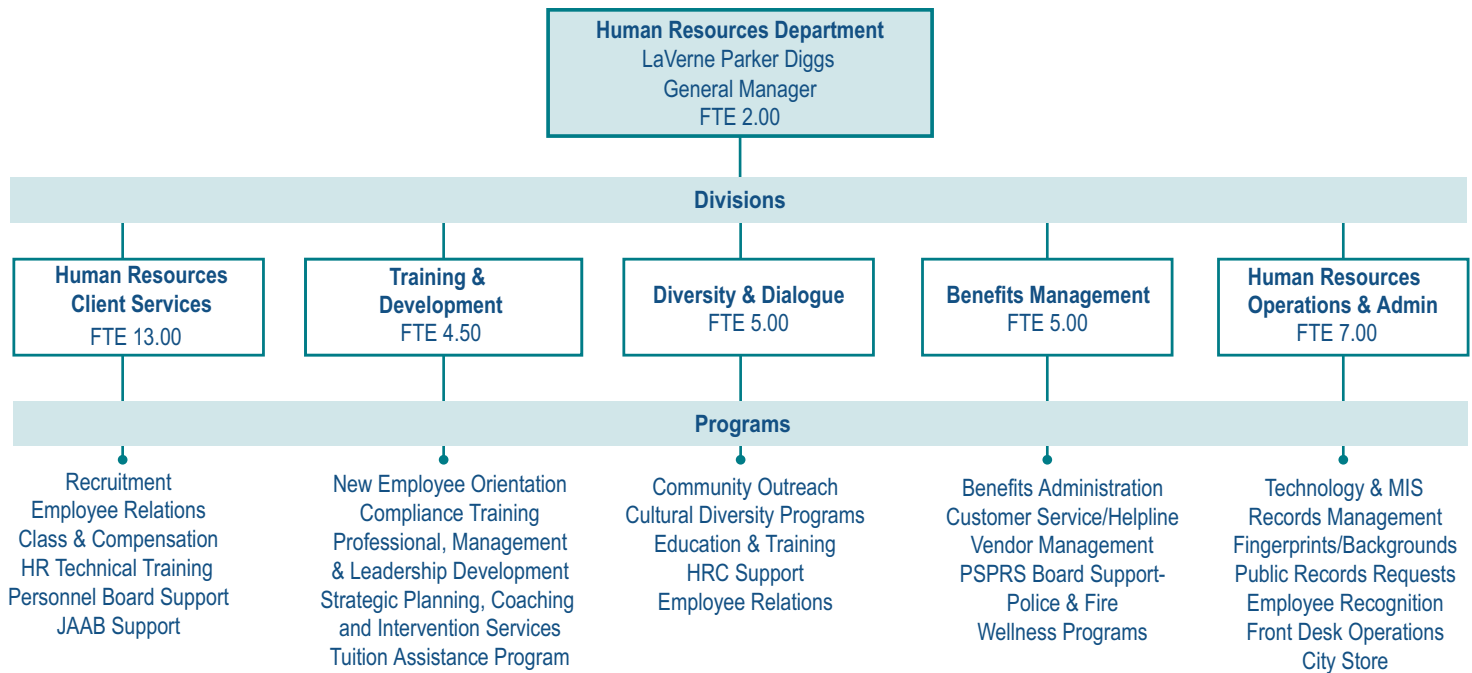 Human Resources Department
LaVerne Parker Diggs
General Manager
FTE 2.00
Divisions
Human Resources
Client Services
FTE 13.00
Training &
Development
FTE 4.50
Diversity & Dialogue
FTE 5.00
Benefits Management
FTE 5.00
Human Resources
Operations & Admin
FTE 7.00
Programs
Recruitment
Employee Relations
Class & Compensation
HR Technical Training
Personnel Board Support
JAAB Support
New Employee Orientation
Compliance Training
Professional, Management
& Leadership Development
Strategic Planning, Coaching
and Intervention Services
Tuition Assistance Program
Community Outreach
Cultural Diversity Programs
Education & Training
HRC Support
Employee Relations
Benefits Administration
Customer Service/Helpline
Vendor Management
PSPRS Board Support-
Police & Fire
Wellness Programs
Technology & MIS
Records Management
Fingerprints/Backgrounds
Public Records Requests
Employee Recognition
Front Desk Operations
City Store